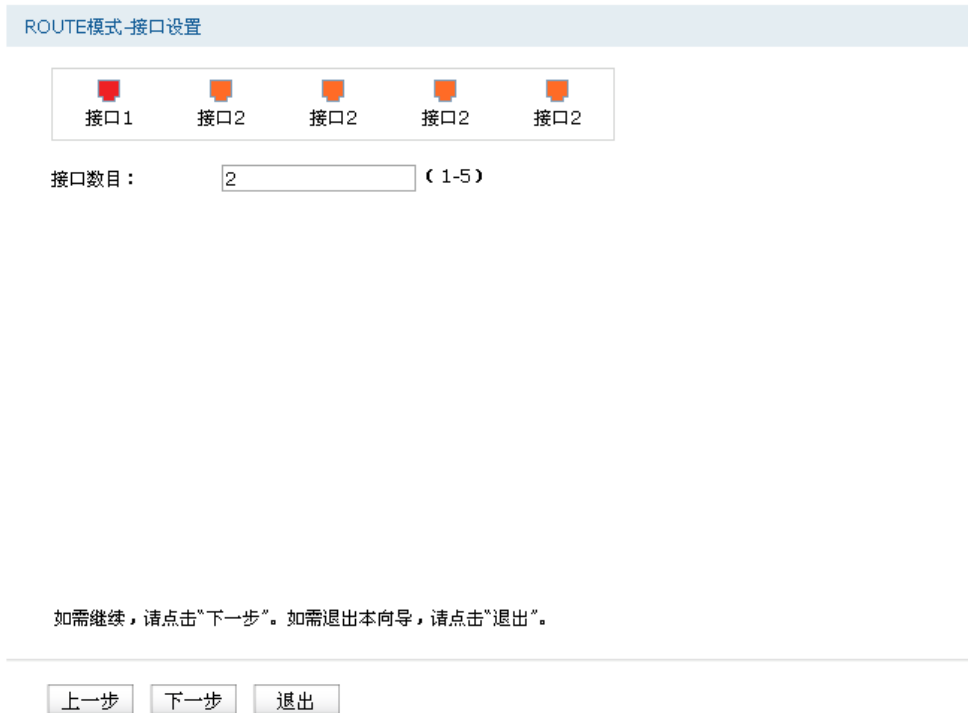 ROUTE模式-接口设置
接口1 接口2 接口2 接口2 接口2
接口数目： 2 （1-5）
如需继续，请点击“下一步”。如需退出本向导，请点击“退出”。
上一步 下一步 退出